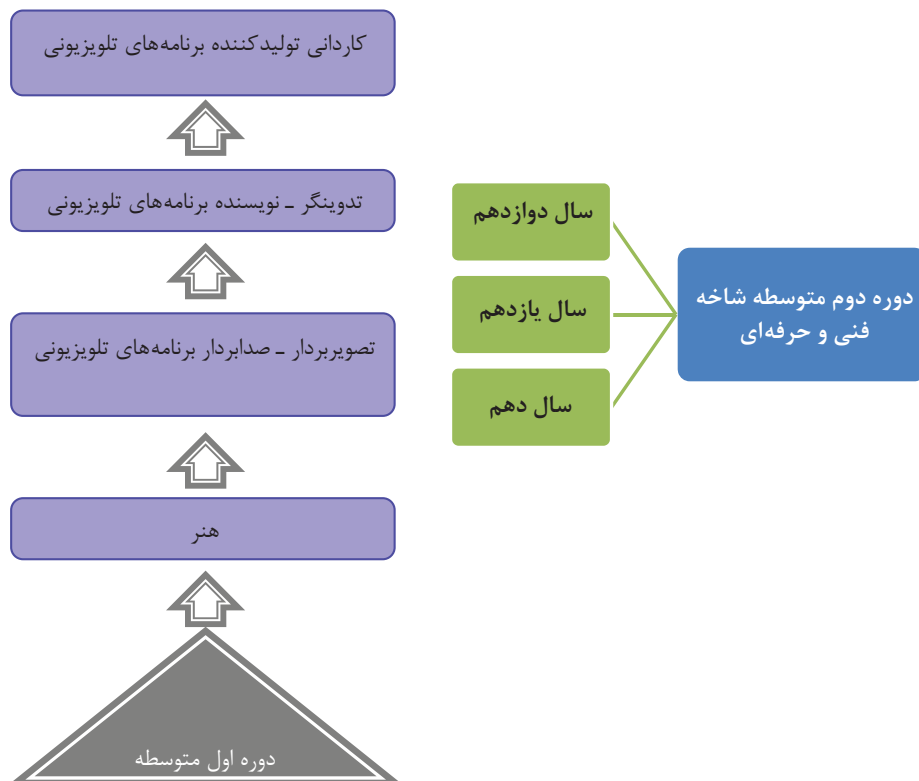 کاردانی تولیدکننده برنامه‌های تلویزیونی
تدوینگر ـ نویسنده برنامه‌های تلویزیونی
تصویربردار ـ صدابردار برنامه‌های تلویزیونی
هنر
دوره اول متوسطه
دوره دوم متوسطه شاخه
فنی و حرفه‌ای
سال دوازدهم
سال یازدهم
سال دهم